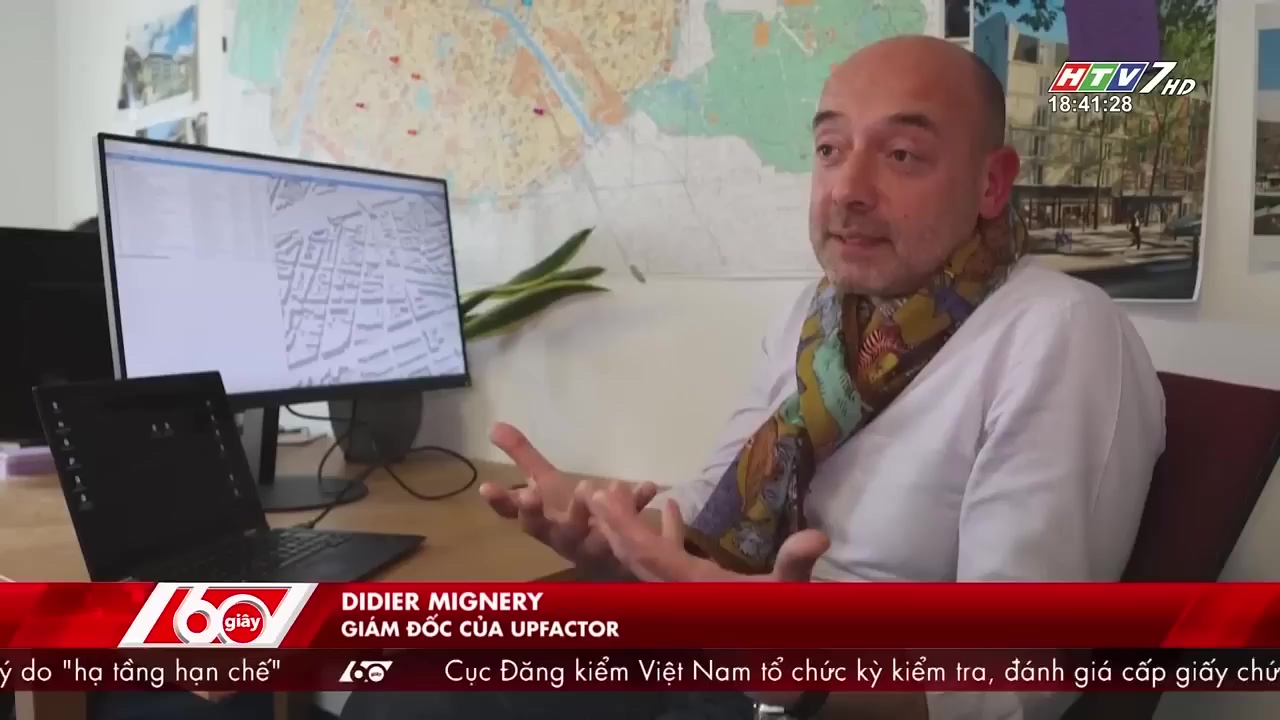 HTV7 HD
18:41:28
60 giây
DIDIER MIGNERY
GIÁM ĐỐC CỦA UPFACTOR
ý do "hạ tầng hạn chế"
60
Cục Đăng kiểm Việt Nam tổ chức kỳ kiểm tra, đánh giá cấp giấy chứ